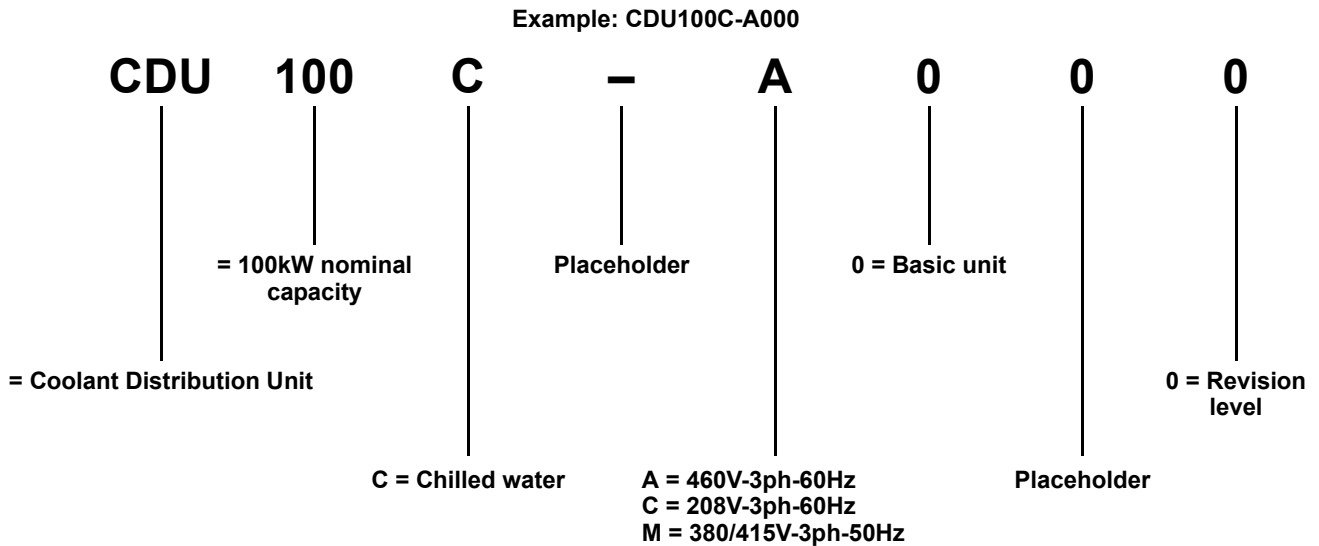 Example: CDU100C-A000
CDU 100 C – A 0 0 0
= 100kW nominal
capacity
Placeholder
0 = Basic unit
= Coolant Distribution Unit
0 = Revision
level
C = Chilled water
A = 460V-3ph-60Hz
C = 208V-3ph-60Hz
M = 380/415V-3ph-50Hz
Placeholder